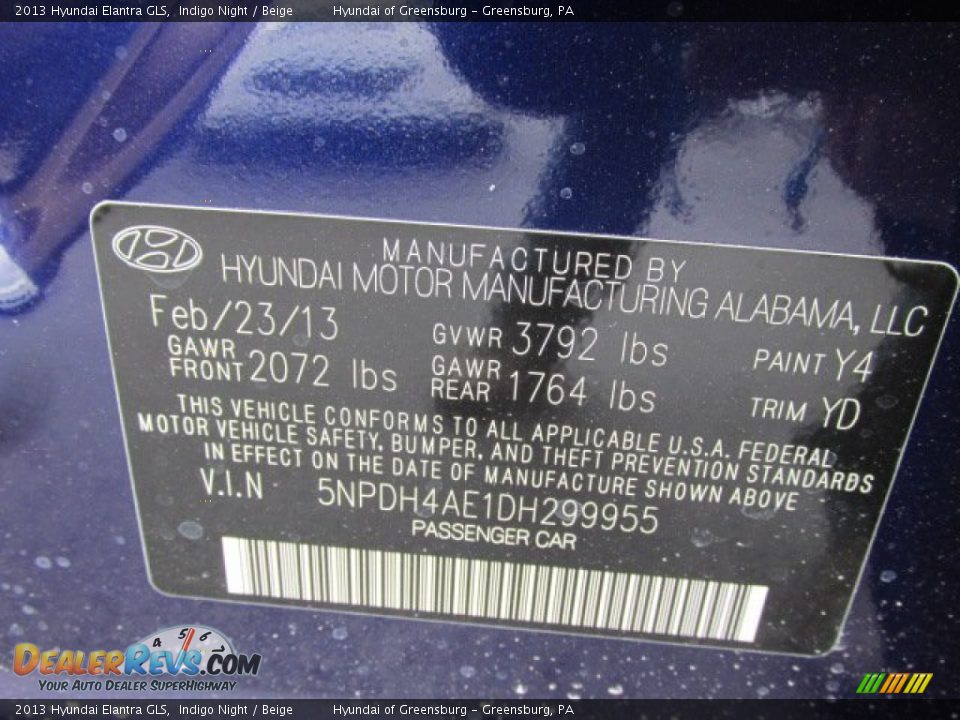 2013 Hyundai Elantra GLS, Indigo Night / Beige Hyundai of Greensburg - Greensburg, PA
MANUFACTURED BY
HYUNDAI MOTOR MANUFACTURING ALABAMA, LLC
Feb/23/13 GVWR 3792 lbs PAINT Y4
GAWR FRONT 2072 lbs GAWR REAR 1764 lbs TRIM YD
THIS VEHICLE CONFORMS TO ALL APPLICABLE U.S.A. FEDERAL
MOTOR VEHICLE SAFETY, BUMPER, AND THEFT PREVENTION STANDARDS
IN EFFECT ON THE DATE OF MANUFACTURE SHOWN ABOVE
V.I.N 5NPDH4AE1DH299955
PASSENGER CAR
4 5 6
DEALERREVS.COM
YOUR AUTO DEALER SUPERHIGHWAY
2013 Hyundai Elantra GLS, Indigo Night / Beige Hyundai of Greensburg - Greensburg, PA